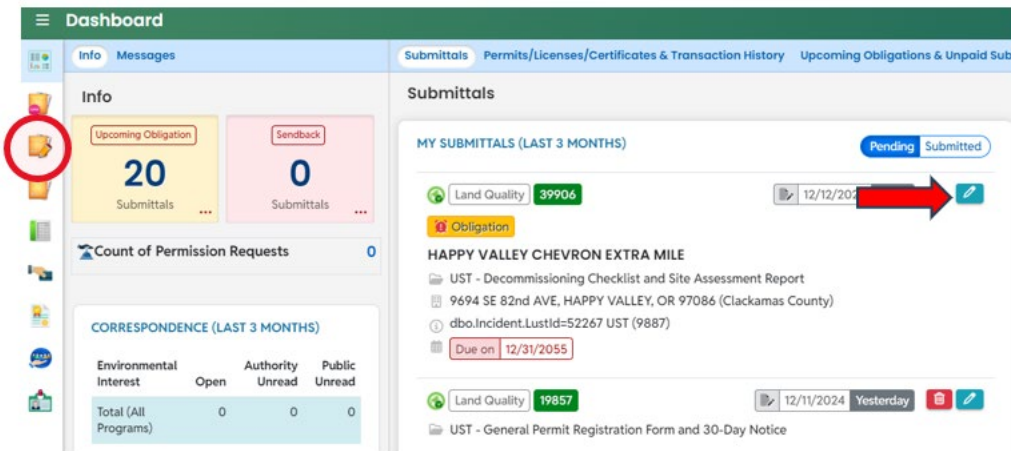 Dashboard
Info Messages
Submittals Permits/Licenses/Certificates & Transaction History Upcoming Obligations & Unpaid Sub
Info
Upcoming Obligation
20
Submittals
...
Sendback
0
Submittals
...
Count of Permission Requests 0
CORRESPONDENCE (LAST 3 MONTHS)
Environmental Interest Open Authority Unread Public Unread
Total (All Programs) 0 0 0
Submittals
MY SUBMITTALS (LAST 3 MONTHS) Pending Submitted
Land Quality 39906 12/12/202
Obligation
HAPPY VALLEY CHEVRON EXTRA MILE
UST - Decommissioning Checklist and Site Assessment Report
9694 SE 82nd AVE, HAPPY VALLEY, OR 97086 (Clackamas County)
dbo.Incident.LustId=52267 UST (9887)
Due on 12/31/2055
Land Quality 19857 12/11/2024 Yesterday
UST - General Permit Registration Form and 30-Day Notice